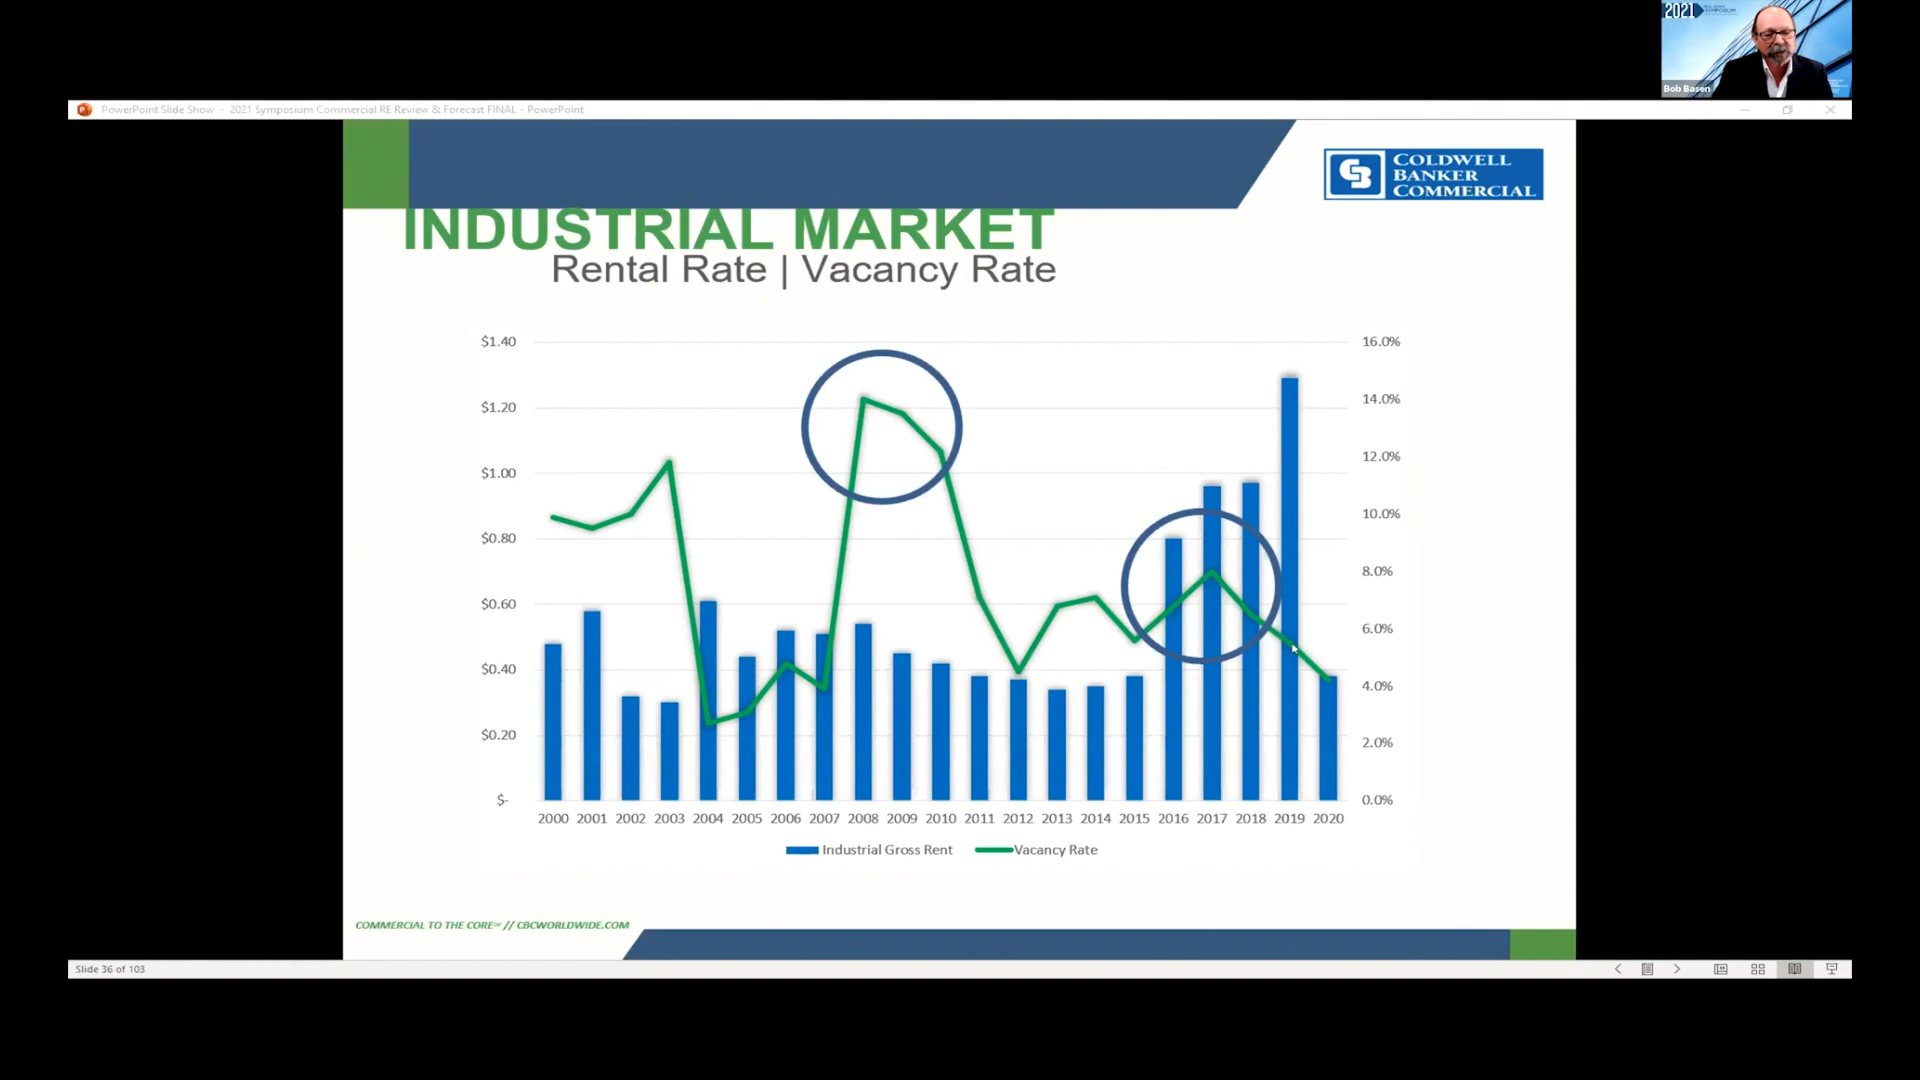 2021
SYMPOSIUM
Bob Basen
PowerPoint Slide Show - 2021 Symposium Commercial RE Review & Forecast FINAL - PowerPoint
COLDWELL
BANKER
COMMERCIAL
INDUSTRIAL MARKET
Rental Rate | Vacancy Rate
$1.40
$1.20
$1.00
$0.80
$0.60
$0.40
$0.20
$-
16.0%
14.0%
12.0%
10.0%
8.0%
6.0%
4.0%
2.0%
0.0%
2000 2001 2002 2003 2004 2005 2006 2007 2008 2009 2010 2011 2012 2013 2014 2015 2016 2017 2018 2019 2020
Industrial Gross Rent Vacancy Rate
COMMERCIAL TO THE CORE℠ // CBCWORLDWIDE.COM
Slide 36 of 103